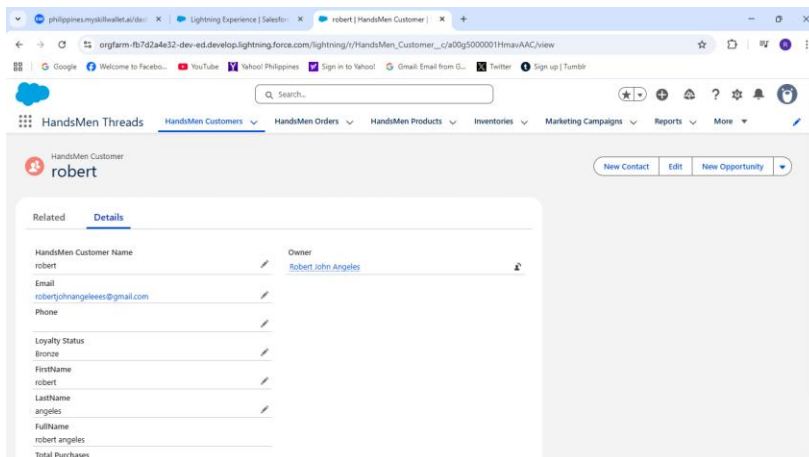 philippines.myskillwallet.ai/das
Lightning Experience | Salesfor
robert | HandsMen Customer |
orgfarm-fb7d2a4e32-dev-ed.develop.lightning.force.com/lightning/r/HandsMen_Customer__c/a00g5000001HmavAAC/view
Google
Welcome to Facebo...
YouTube
Yahoo! Philippines
Sign in to Yahoo!
Gmail: Email from G...
Twitter
Sign up | Tumblr
Search...
HandsMen Threads
HandsMen Customers
HandsMen Orders
HandsMen Products
Inventories
Marketing Campaigns
Reports
More
HandsMen Customer
robert
New Contact
Edit
New Opportunity
Related
Details
HandsMen Customer Name
robert
Owner
Robert John Angeles
Email
robertjohnangeleees@gmail.com
Phone
Loyalty Status
Bronze
FirstName
robert
LastName
angeles
FullName
robert angeles
Total Purchases